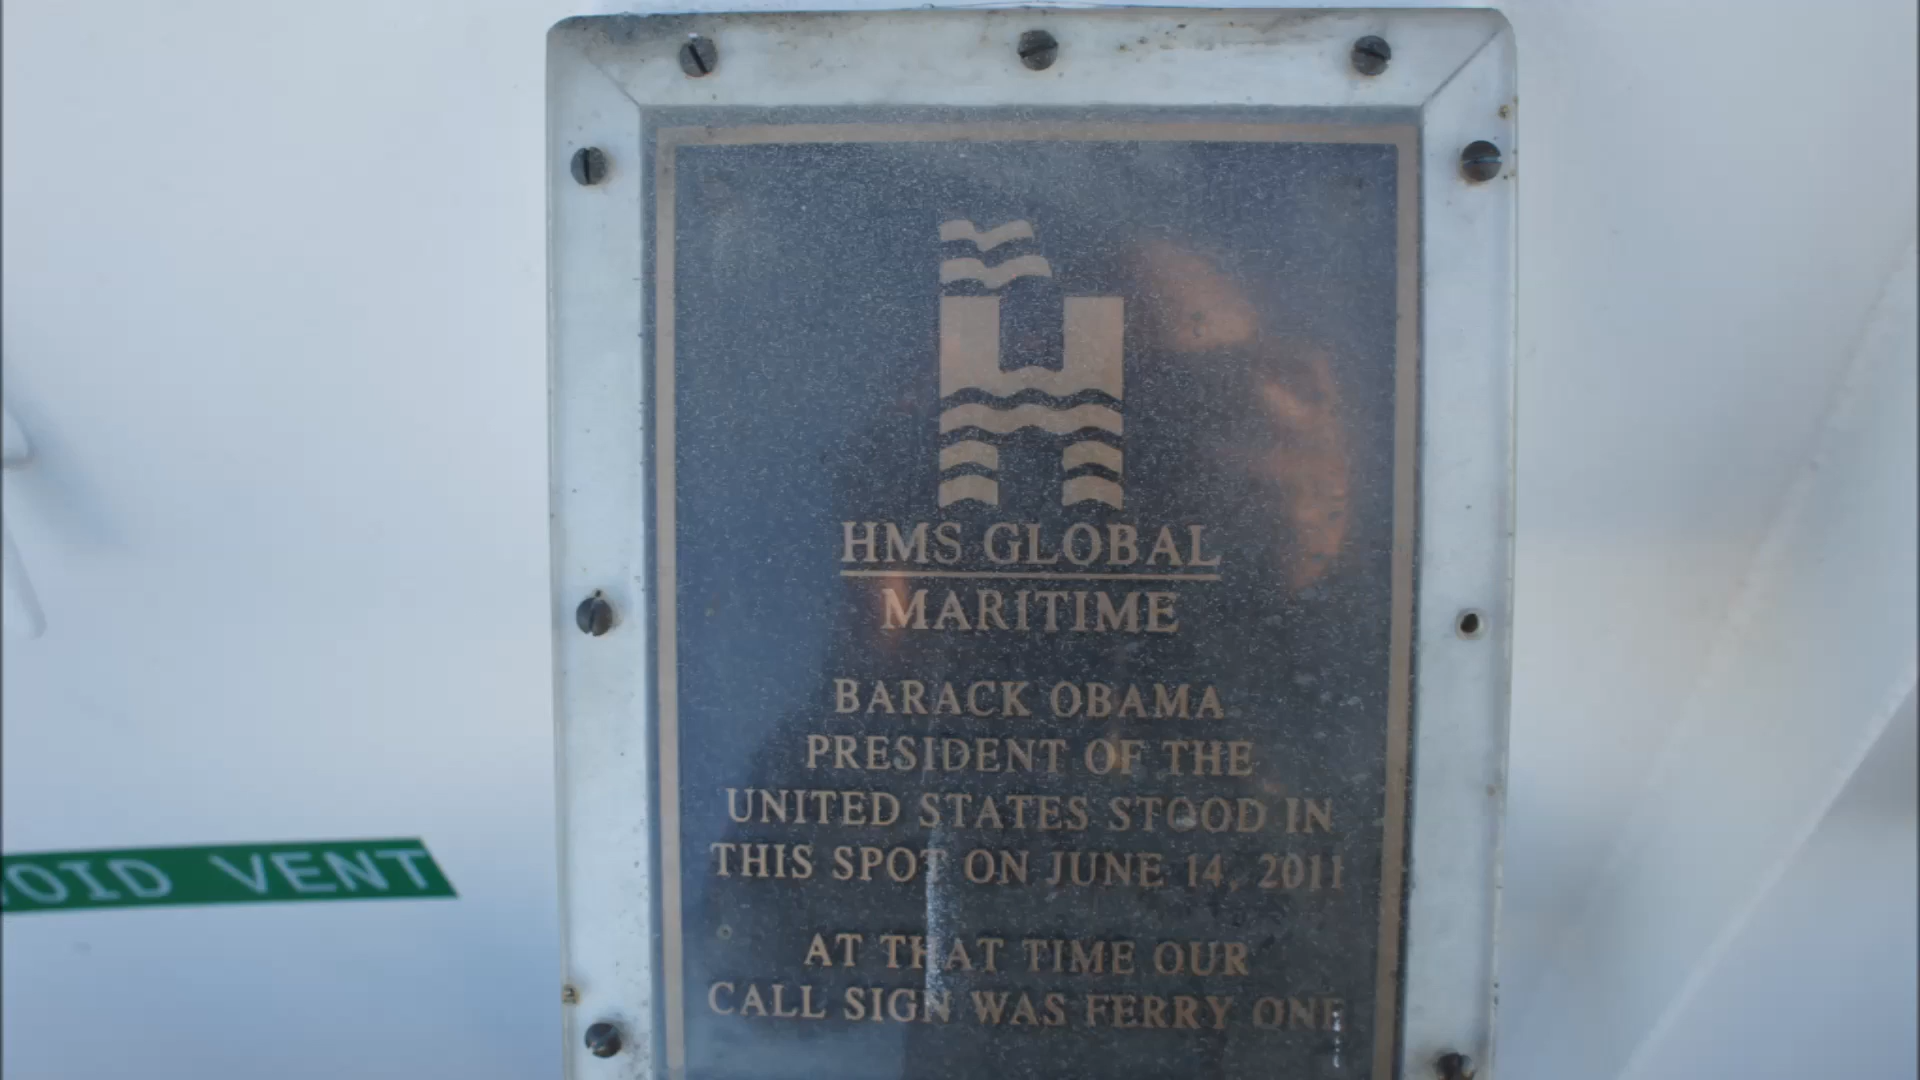 HMS GLOBAL
MARITIME
BARACK OBAMA
PRESIDENT OF THE
UNITED STATES STOOD IN
THIS SPOT ON JUNE 14, 2011
AT THAT TIME OUR
CALL SIGN WAS FERRY ONE
VENT